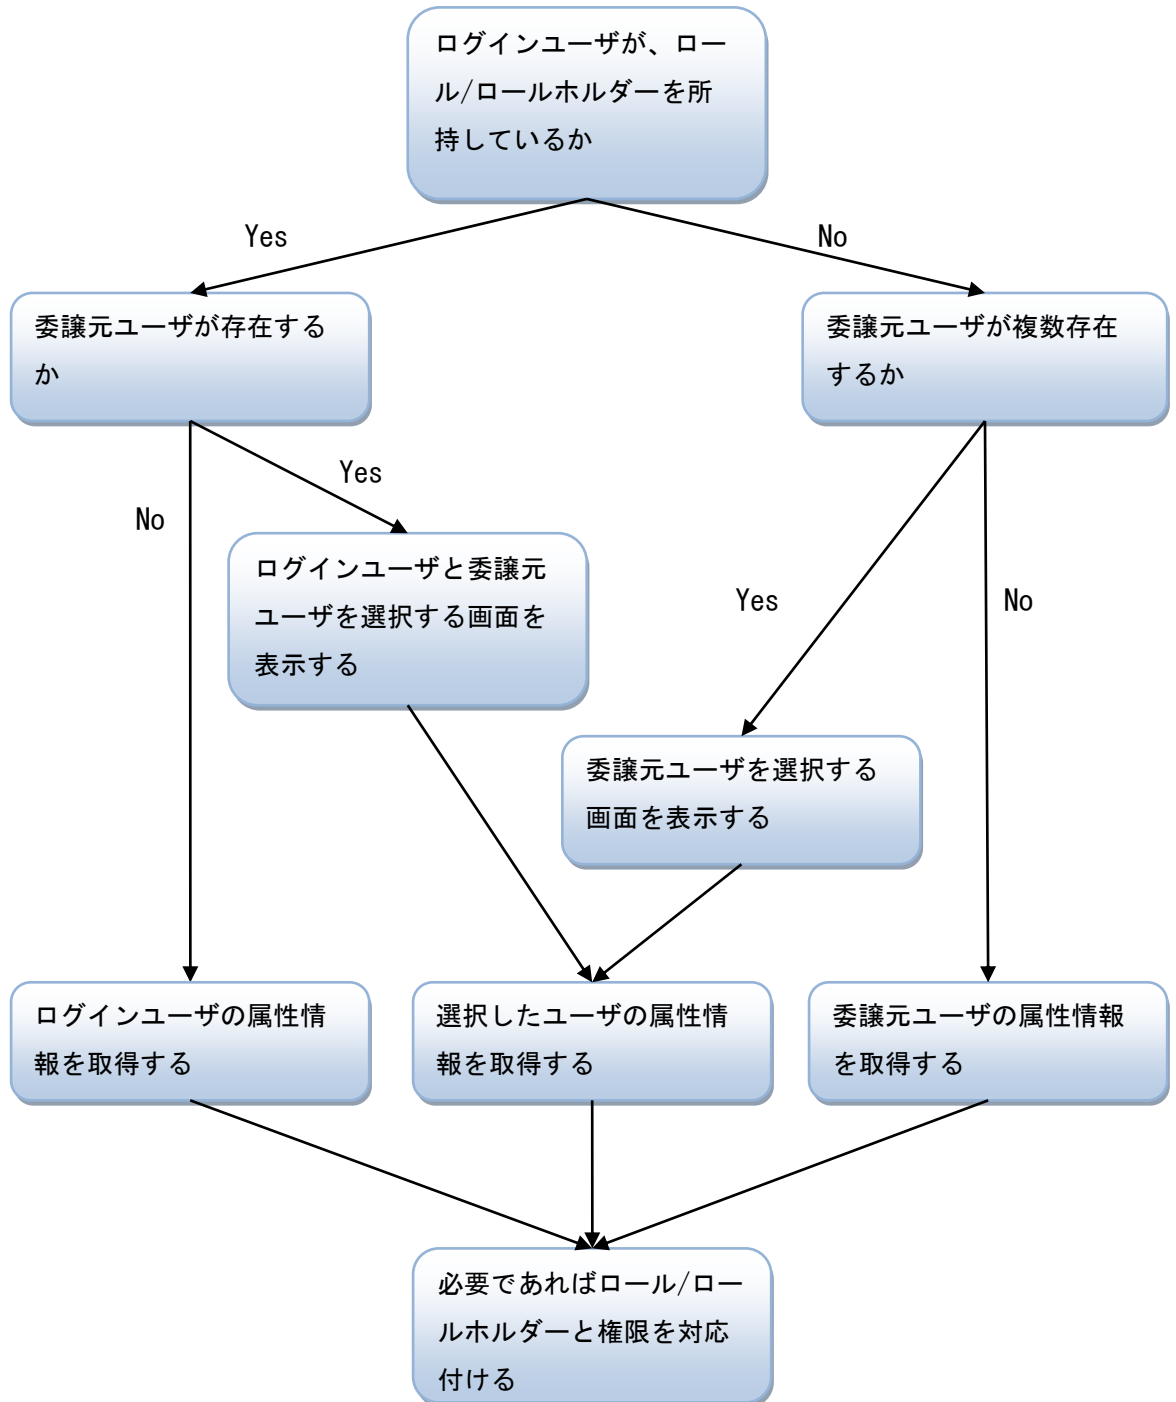 ログインユーザが、ロー
ル/ロールホルダーを所
持しているか
Yes
No
委譲元ユーザが存在する
か
委譲元ユーザが複数存在
するか
Yes
No
ログインユーザと委譲元
ユーザを選択する画面を
表示する
Yes
No
委譲元ユーザを選択する
画面を表示する
ログインユーザの属性情
報を取得する
選択したユーザの属性情
報を取得する
委譲元ユーザの属性情報
を取得する
必要であればロール/ロー
ルホルダーと権限を対応
付ける